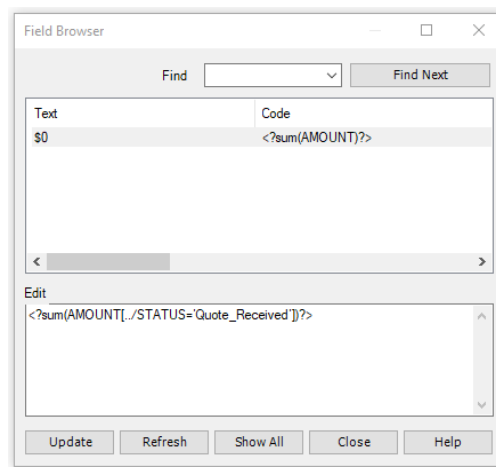 Field Browser
Find
Find Next
Text Code
$0 <?sum(AMOUNT)?>
Edit
<?sum(AMOUNT[../STATUS='Quote_Received'])?>
Update Refresh Show All Close Help